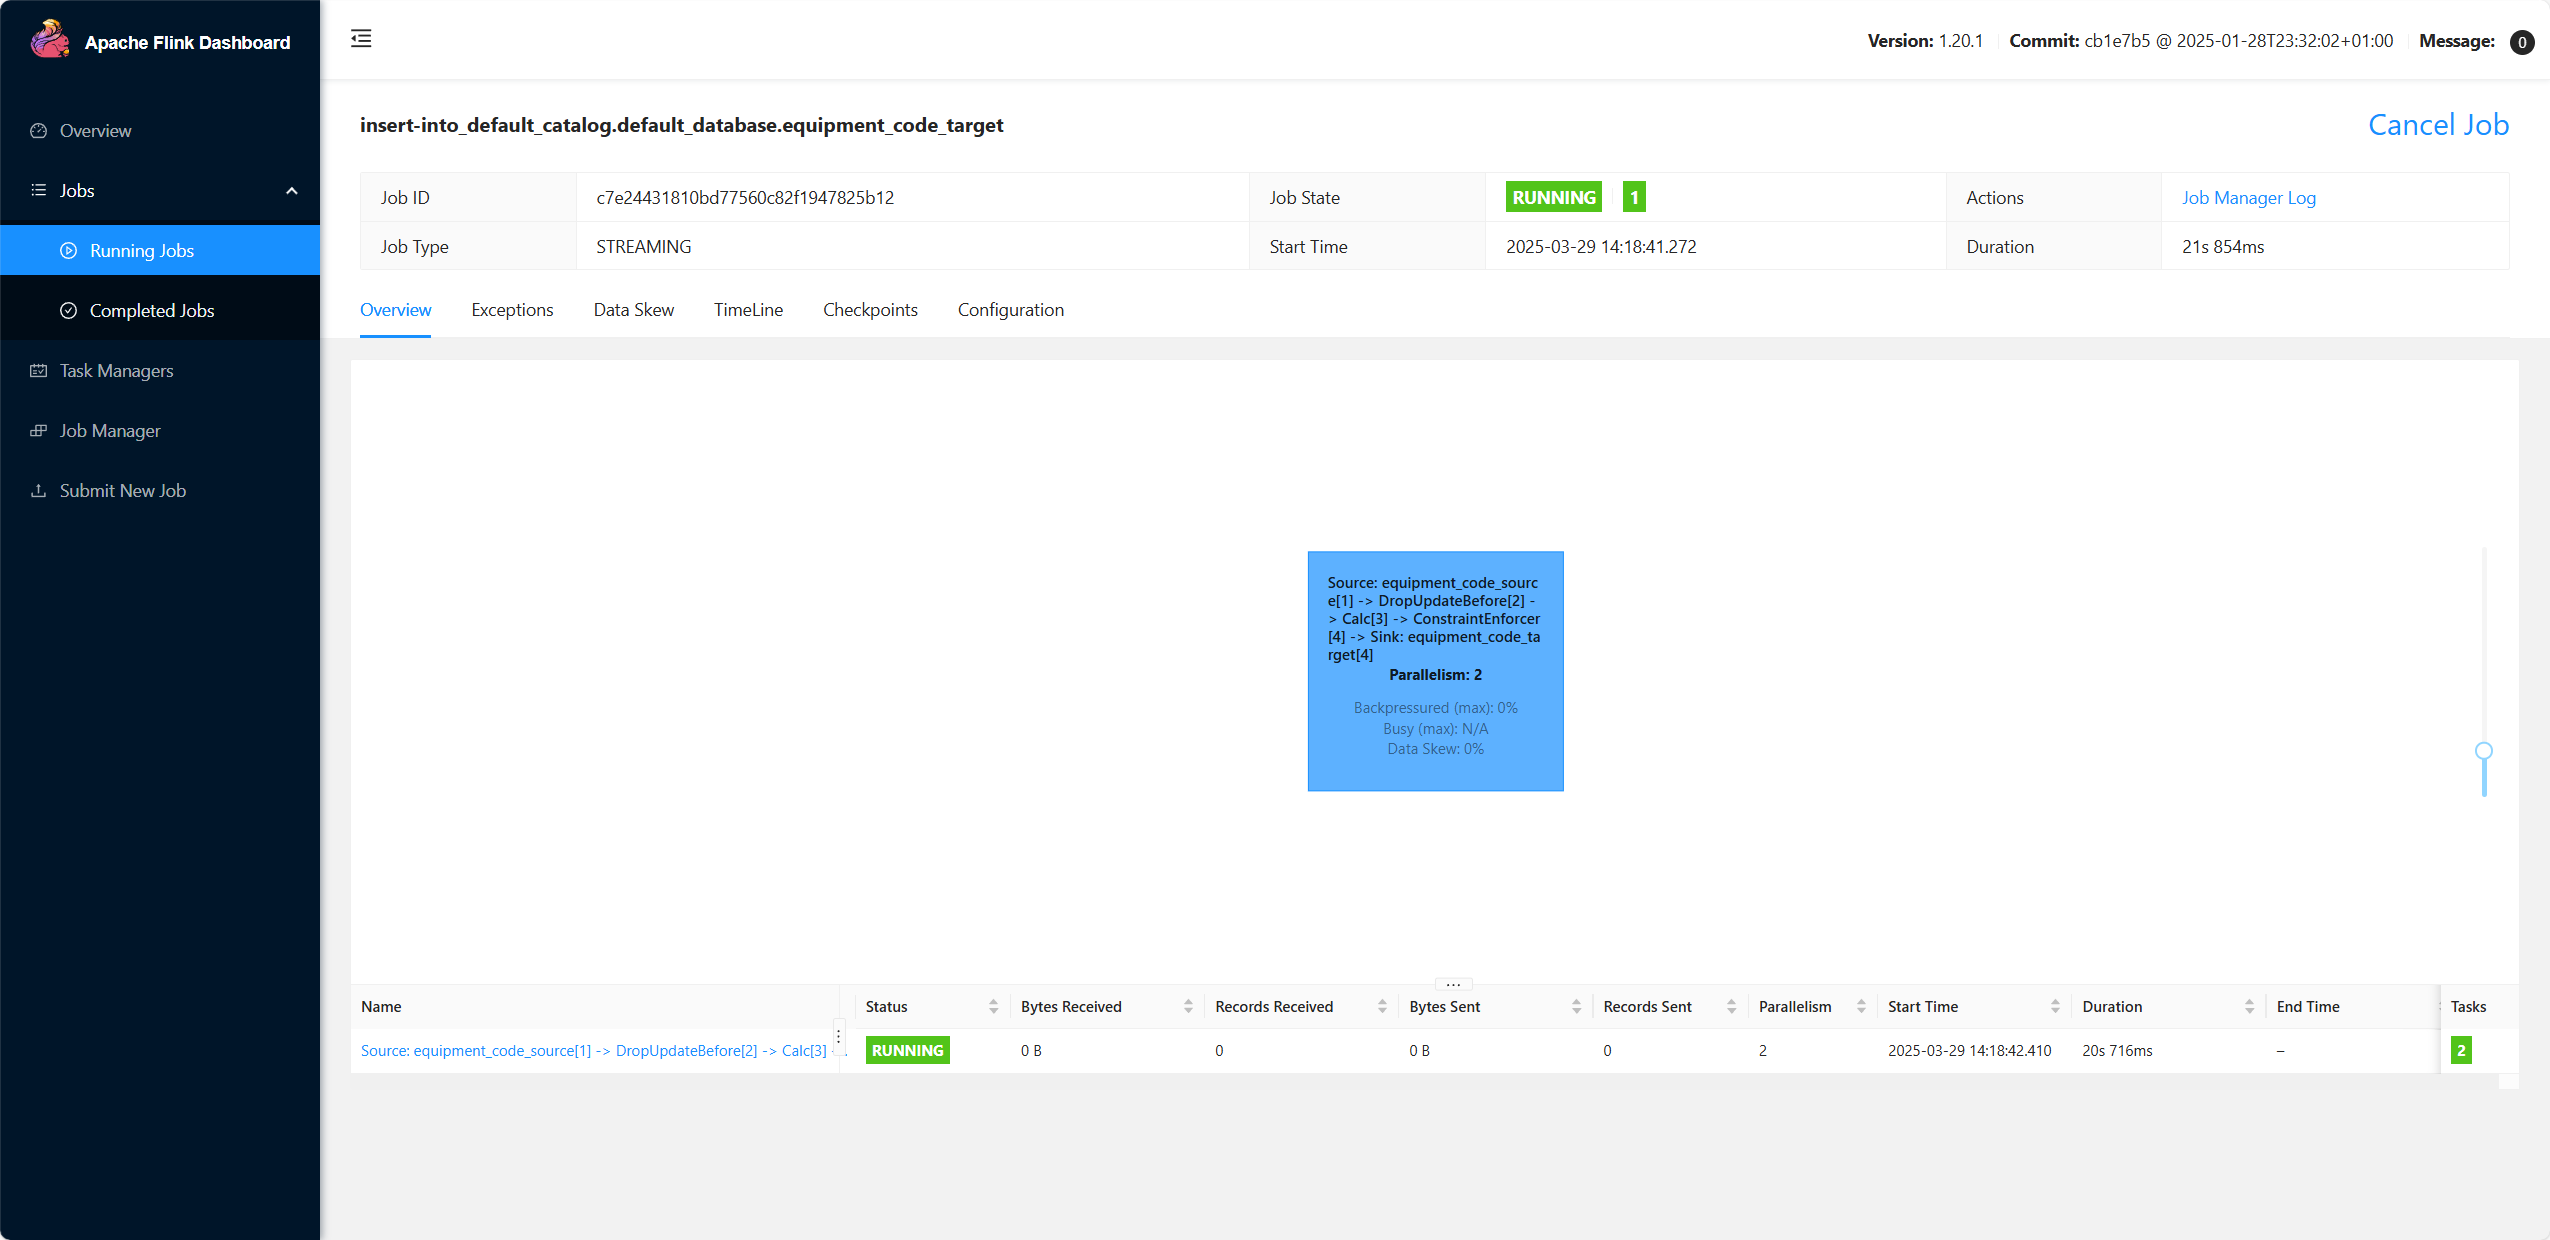 Apache Flink Dashboard
Version: 1.20.1 Commit: cb1e7b5 @ 2025-01-28T23:32:02+01:00 Message: 0
Overview
Jobs
Running Jobs
Completed Jobs
Task Managers
Job Manager
Submit New Job
insert-into_default_catalog.default_database.equipment_code_target
Cancel Job
Job ID c7e24431810bd77560c82f1947825b12 Job State RUNNING 1 Actions Job Manager Log
Job Type STREAMING Start Time 2025-03-29 14:18:41.272 Duration 21s 854ms
Overview Exceptions Data Skew TimeLine Checkpoints Configuration
Source: equipment_code_sourc
e[1] -> DropUpdateBefore[2] -
> Calc[3] -> ConstraintEnforcer
[4] -> Sink: equipment_code_ta
rget[4]
Parallelism: 2
Backpressured (max): 0%
Busy (max): N/A
Data Skew: 0%
Name Status Bytes Received Records Received Bytes Sent Records Sent Parallelism Start Time Duration End Time Tasks
Source: equipment_code_source[1] -> DropUpdateBefore[2] -> Calc[3] -... RUNNING 0 B 0 0 B 0 2 2025-03-29 14:18:42.410 20s 716ms – 2